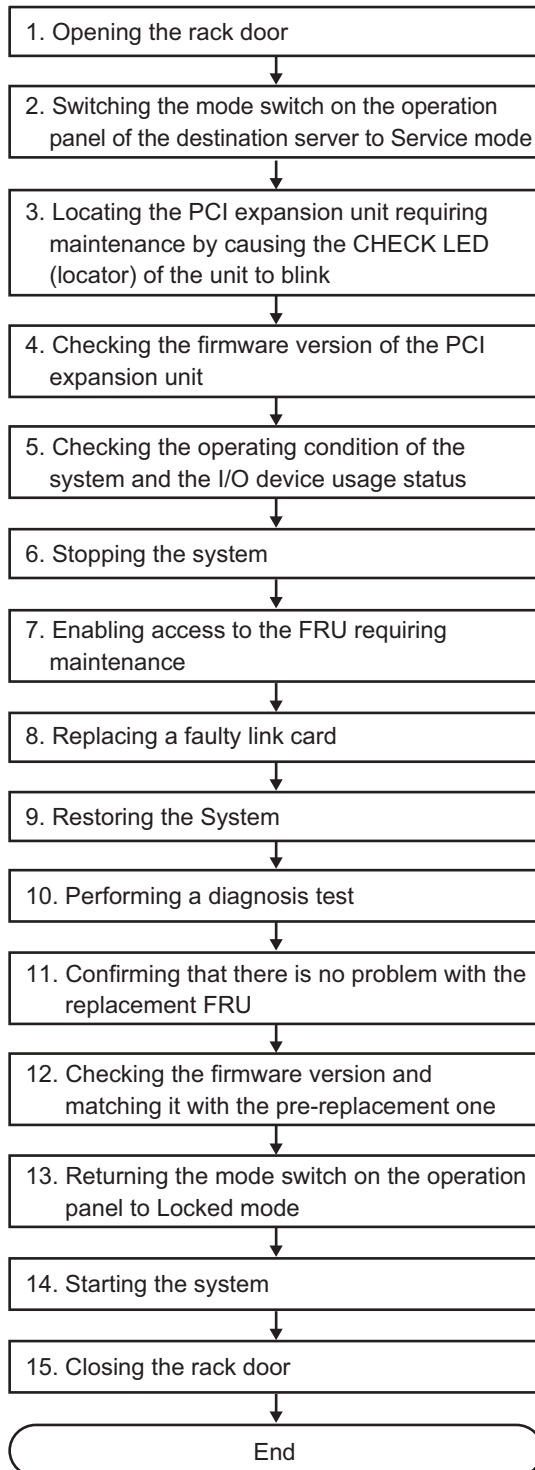 1. Opening the rack door
2. Switching the mode switch on the operation
panel of the destination server to Service mode
3. Locating the PCI expansion unit requiring
maintenance by causing the CHECK LED
(locator) of the unit to blink
4. Checking the firmware version of the PCI
expansion unit
5. Checking the operating condition of the
system and the I/O device usage status
6. Stopping the system
7. Enabling access to the FRU requiring
maintenance
8. Replacing a faulty link card
9. Restoring the System
10. Performing a diagnosis test
11. Confirming that there is no problem with the
replacement FRU
12. Checking the firmware version and
matching it with the pre-replacement one
13. Returning the mode switch on the operation
panel to Locked mode
14. Starting the system
15. Closing the rack door
End